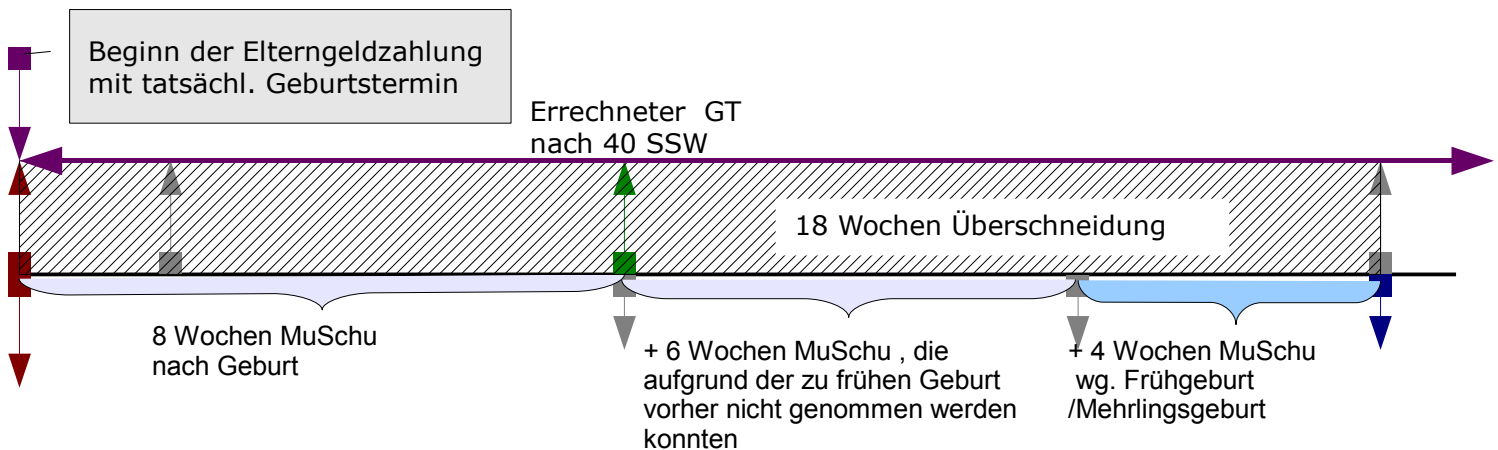 Beginn der Elterngeldzahlung
mit tatsächl. Geburtstermin
Errechneter GT
nach 40 SSW
18 Wochen Überschneidung
8 Wochen MuSchu
nach Geburt
+ 6 Wochen MuSchu , die
aufgrund der zu frühen Geburt
vorher nicht genommen werden
konnten
+ 4 Wochen MuSchu
wg. Frühgeburt
/Mehrlingsgeburt